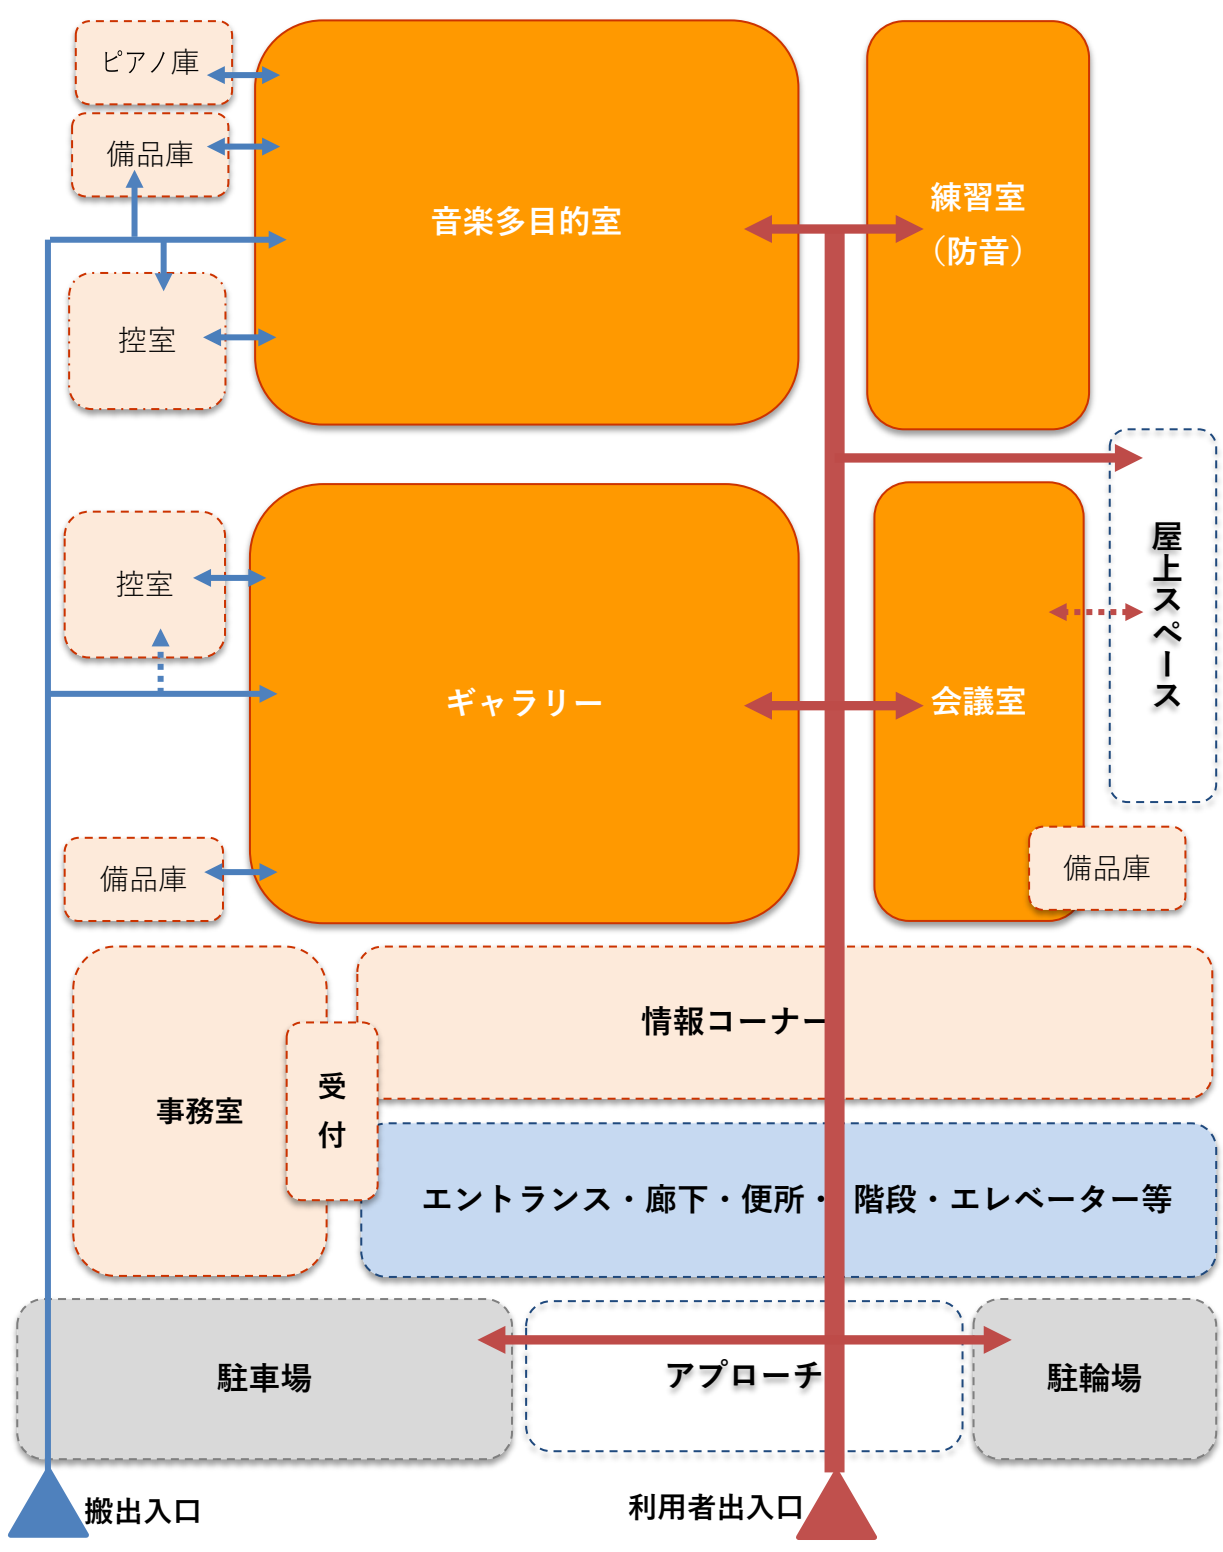 ピアノ庫
備品庫
音楽多目的室
練習室
（防音）
控室
屋上スペース
控室
ギャラリー
会議室
備品庫
備品庫
情報コーナー
事務室
受
付
エントランス・廊下・便所・階段・エレベーター等
駐車場
アプローチ
駐輪場
搬出入口
利用者出入口